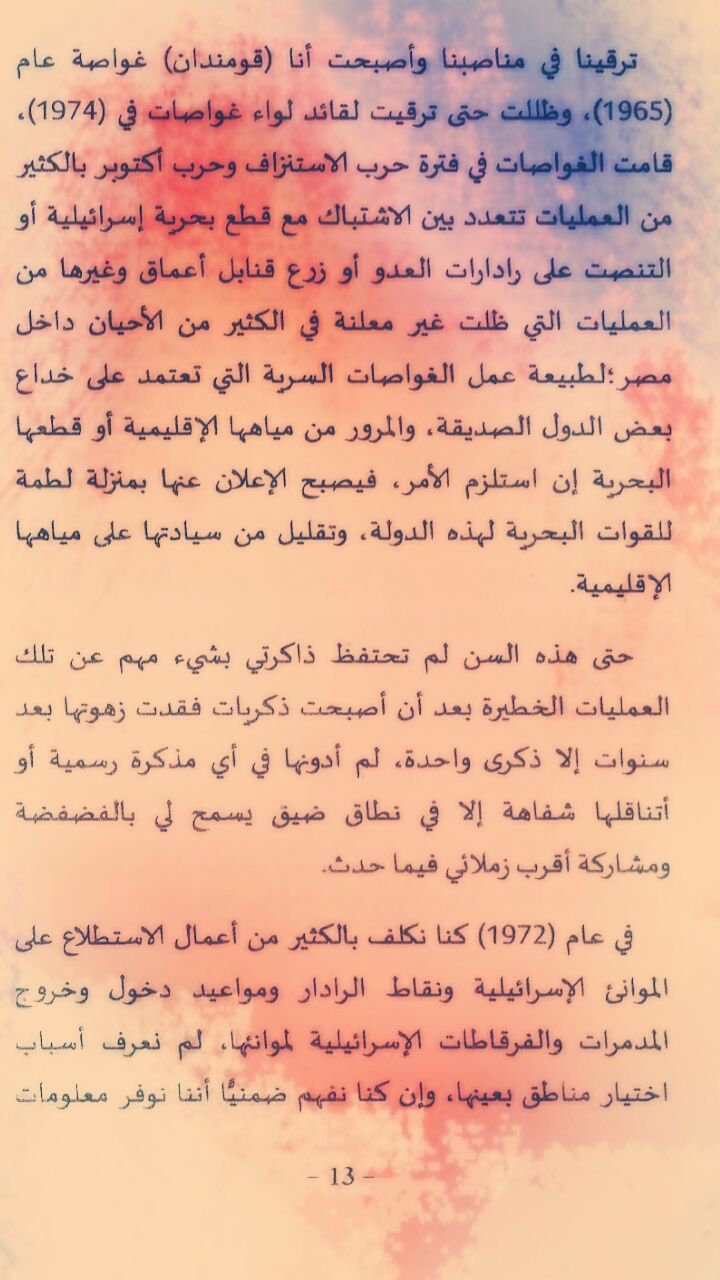 ترقينا في مناصبنا وأصبحت أنا (قومندان) غواصة عام
(1965)، وظللت حتى ترقيت لقائد لواء غواصات في (1974)،
قامت الغواصات في فترة حرب الاستنزاف وحرب أكتوبر بالكثير
من العمليات تتعدد بين الاشتباك مع قطع بحرية إسرائيلية أو
التنصت على رادارات العدو أو زرع قنابل أعماق وغيرها من
العمليات التي ظلت غير معلنة في الكثير من الأحيان داخل
مصر؛لطبيعة عمل الغواصات السرية التي تعتمد على خداع
بعض الدول الصديقة، والمرور من مياهها الإقليمية أو قطعها
البحرية إن استلزم الأمر، فيصبح الإعلان عنها بمنزلة لطمة
للقوات البحرية لهذه الدولة، وتقليل من سيادتها على مياهها
الإقليمية.
حتى هذه السن لم تحتفظ ذاكرتي بشيء مهم عن تلك
العمليات الخطيرة بعد أن أصبحت ذكريات فقدت زهوتها بعد
سنوات إلا ذكرى واحدة، لم أدونها في أي مذكرة رسمية أو
أتناقلها شفاهة إلا في نطاق ضيق يسمح لي بالفضفضة
ومشاركة أقرب زملائي فيما حدث.
في عام (1972) كنا نكلف بالكثير من أعمال الاستطلاع على
الموانئ الإسرائيلية ونقاط الرادار ومواعيد دخول وخروج
المدمرات والفرقاطات الإسرائيلية لموانئها، لم نعرف أسباب
اختيار مناطق بعينها، وإن كنا نفهم ضمنيًّا أننا نوفر معلومات
- 13 -